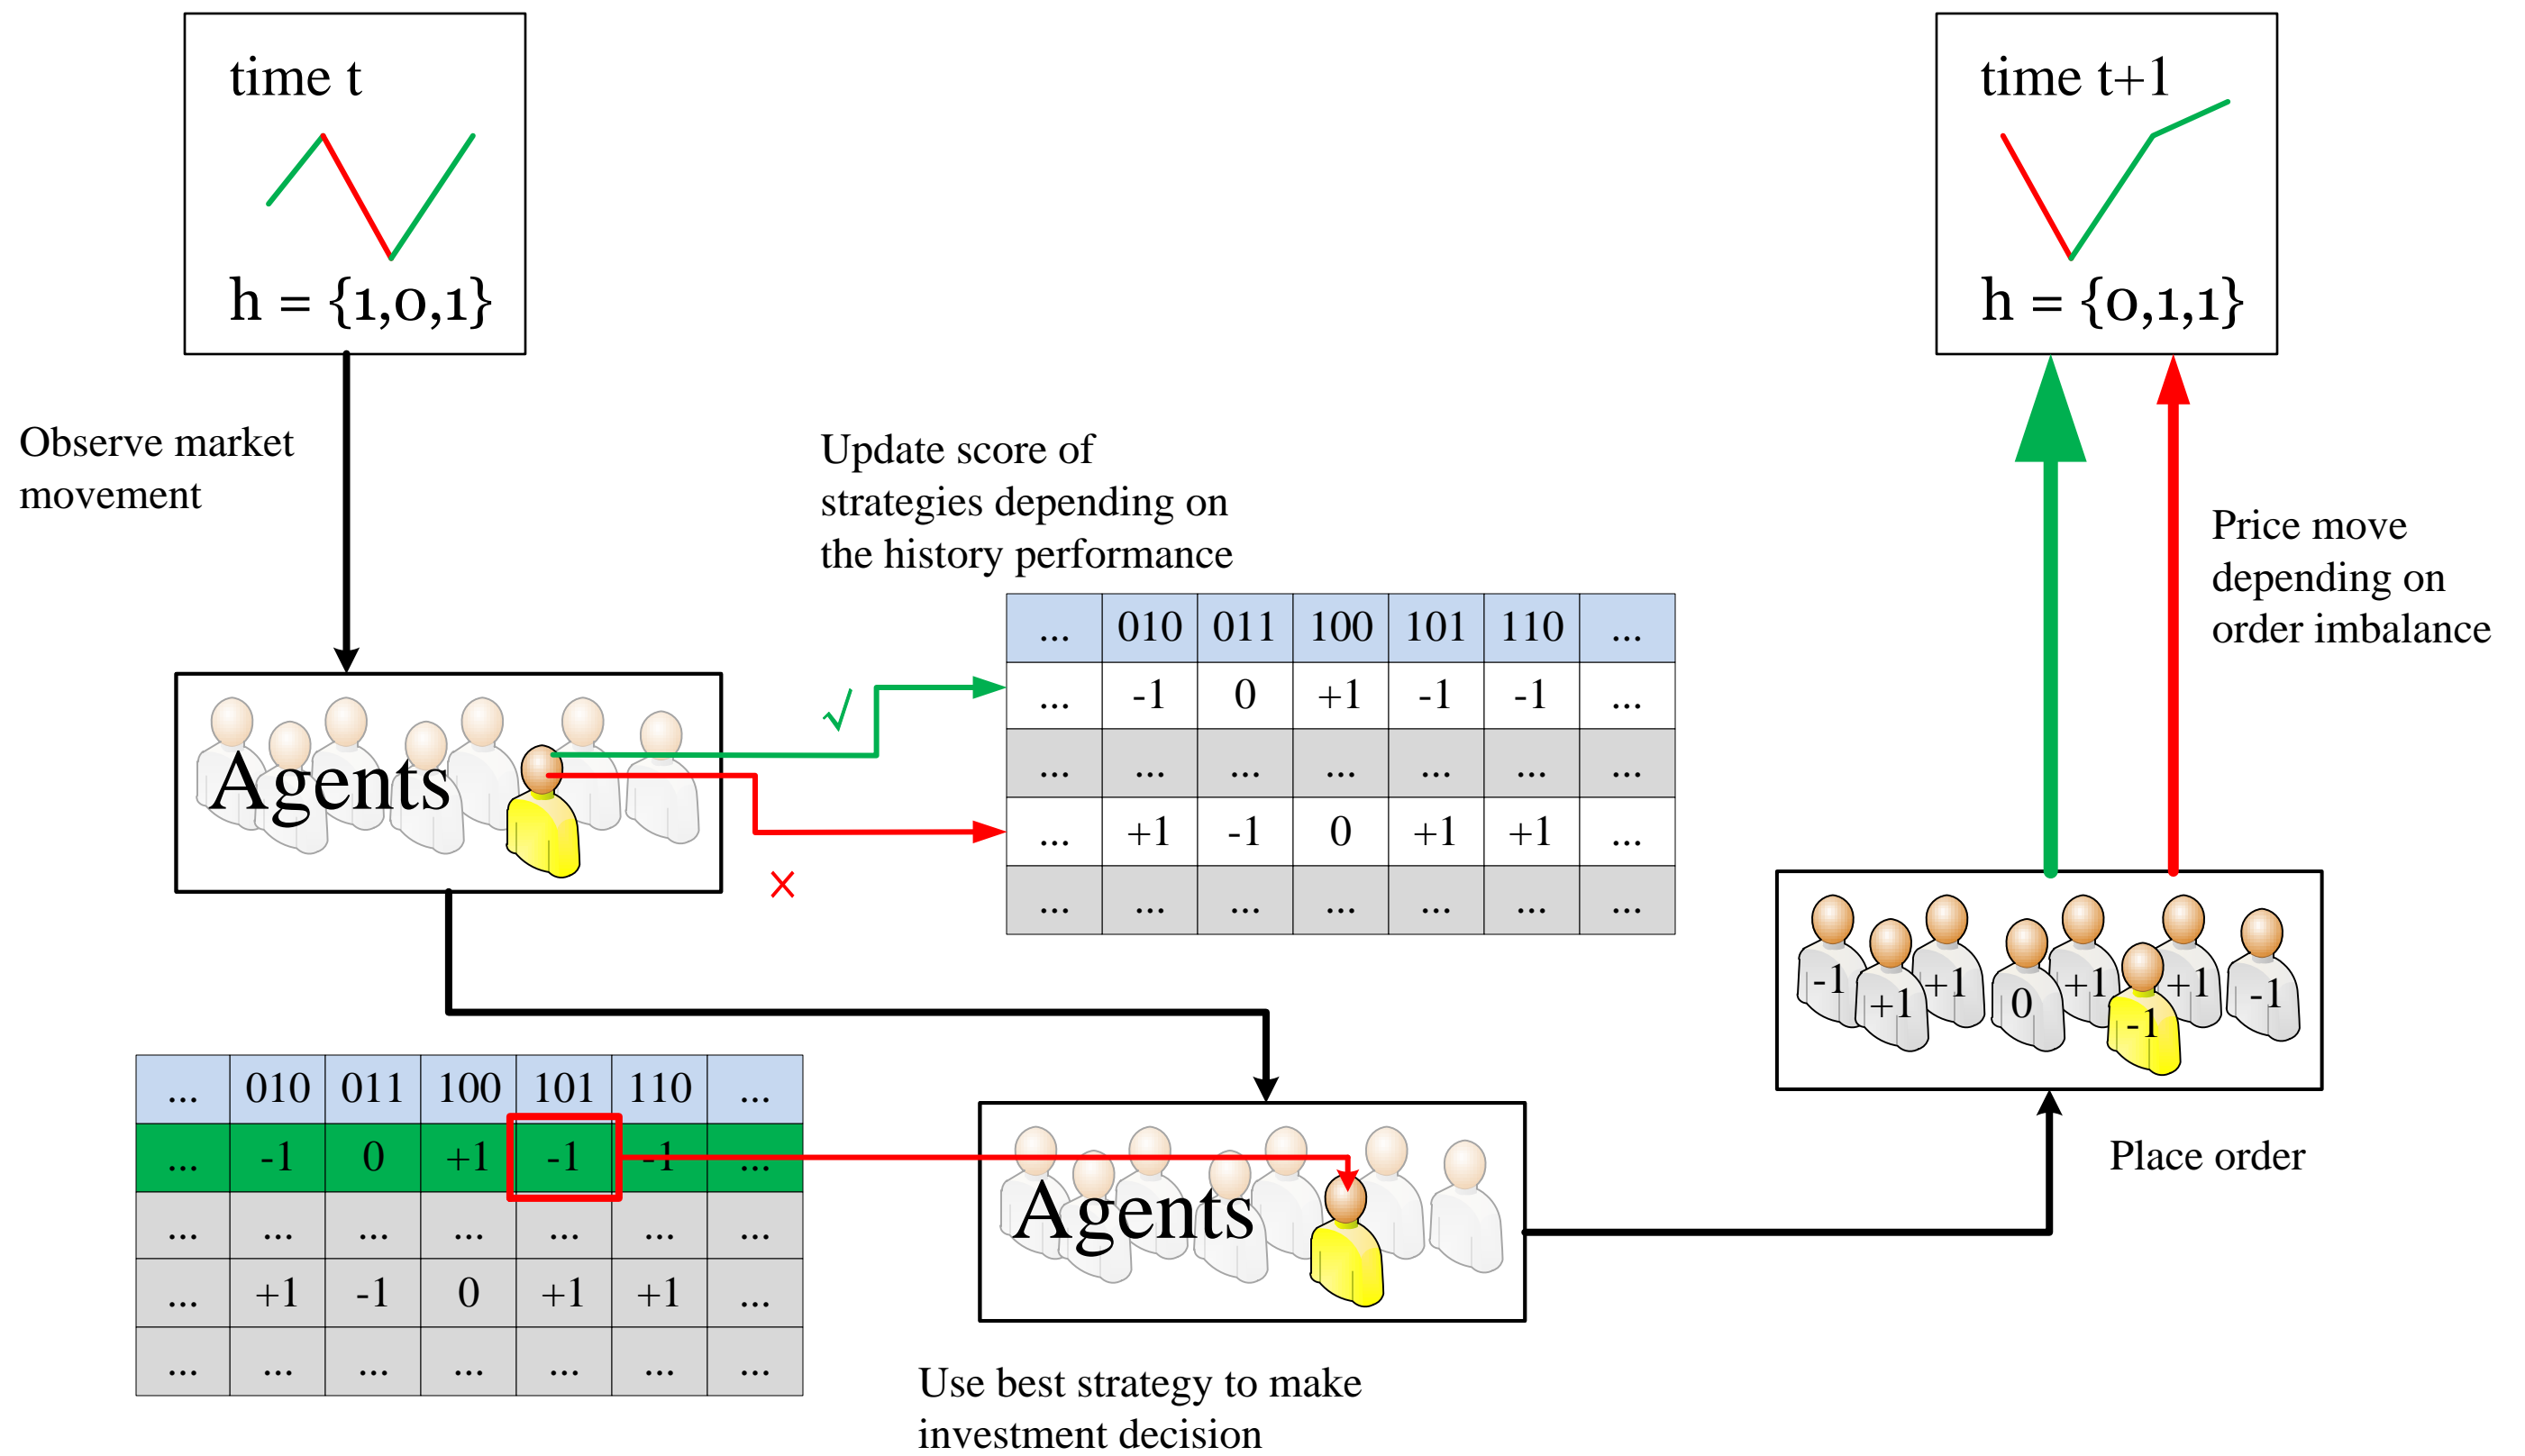 time t
h = {1,0,1}
time t+1
h = {0,1,1}
Observe market
movement
Update score of
strategies depending on
the history performance
Price move
depending on
order imbalance
... 010 011 100 101 110 ...
... -1 0 +1 -1 -1 ...
... ... ... ... ... ... ...
... +1 -1 0 +1 +1 ...
... ... ... ... ... ... ...
√
Agents
×
-1 +1 +1 0 +1 -1 +1 -1
... 010 011 100 101 110 ...
... -1 0 +1 -1 -1 ...
... ... ... ... ... ... ...
... +1 -1 0 +1 +1 ...
... ... ... ... ... ... ...
Agents
Place order
Use best strategy to make
investment decision